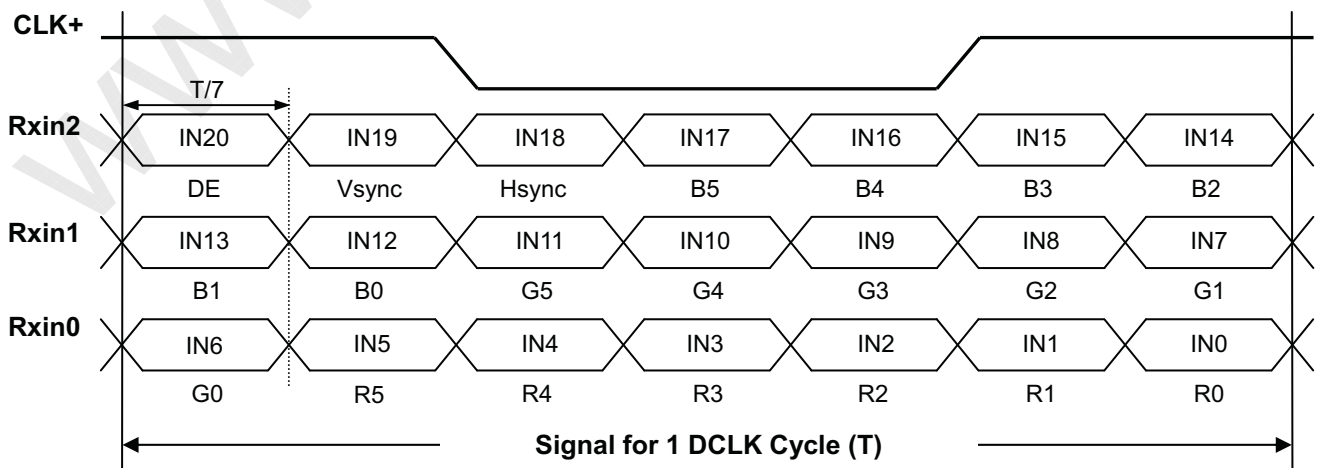 CLK+
T/7
Rxin2 IN20 IN19 IN18 IN17 IN16 IN15 IN14
DE Vsync Hsync B5 B4 B3 B2
Rxin1 IN13 IN12 IN11 IN10 IN9 IN8 IN7
B1 B0 G5 G4 G3 G2 G1
Rxin0 IN6 IN5 IN4 IN3 IN2 IN1 IN0
G0 R5 R4 R3 R2 R1 R0
Signal for 1 DCLK Cycle (T)